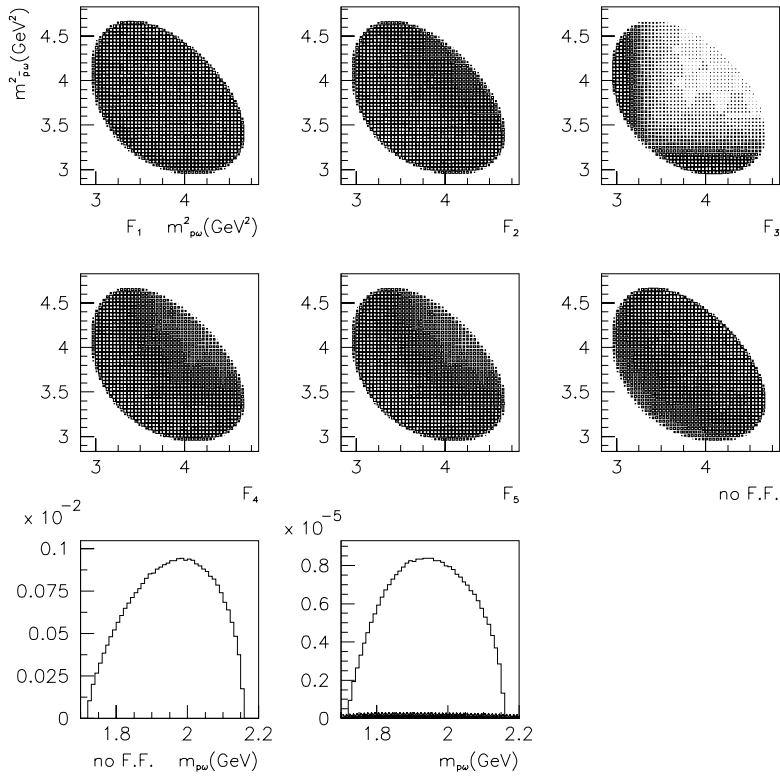 m²p̄ω(GeV²)
4.5 4.5 4.5
4 4 4
3.5 3.5 3.5
3 3 3
3 4 3 4 3 4
F₁ m²pω(GeV²) F₂ F₃
4.5 4.5 4.5
4 4 4
3.5 3.5 3.5
3 3 3
3 4 3 4 3 4
F₄ F₅ no F.F.
x 10⁻² x 10⁻⁵
0.1 0.8
0.075 0.6
0.05 0.4
0.025 0.2
0 0
1.8 2 2.2 1.8 2 2.2
no F.F. mpω(GeV) mpω(GeV)